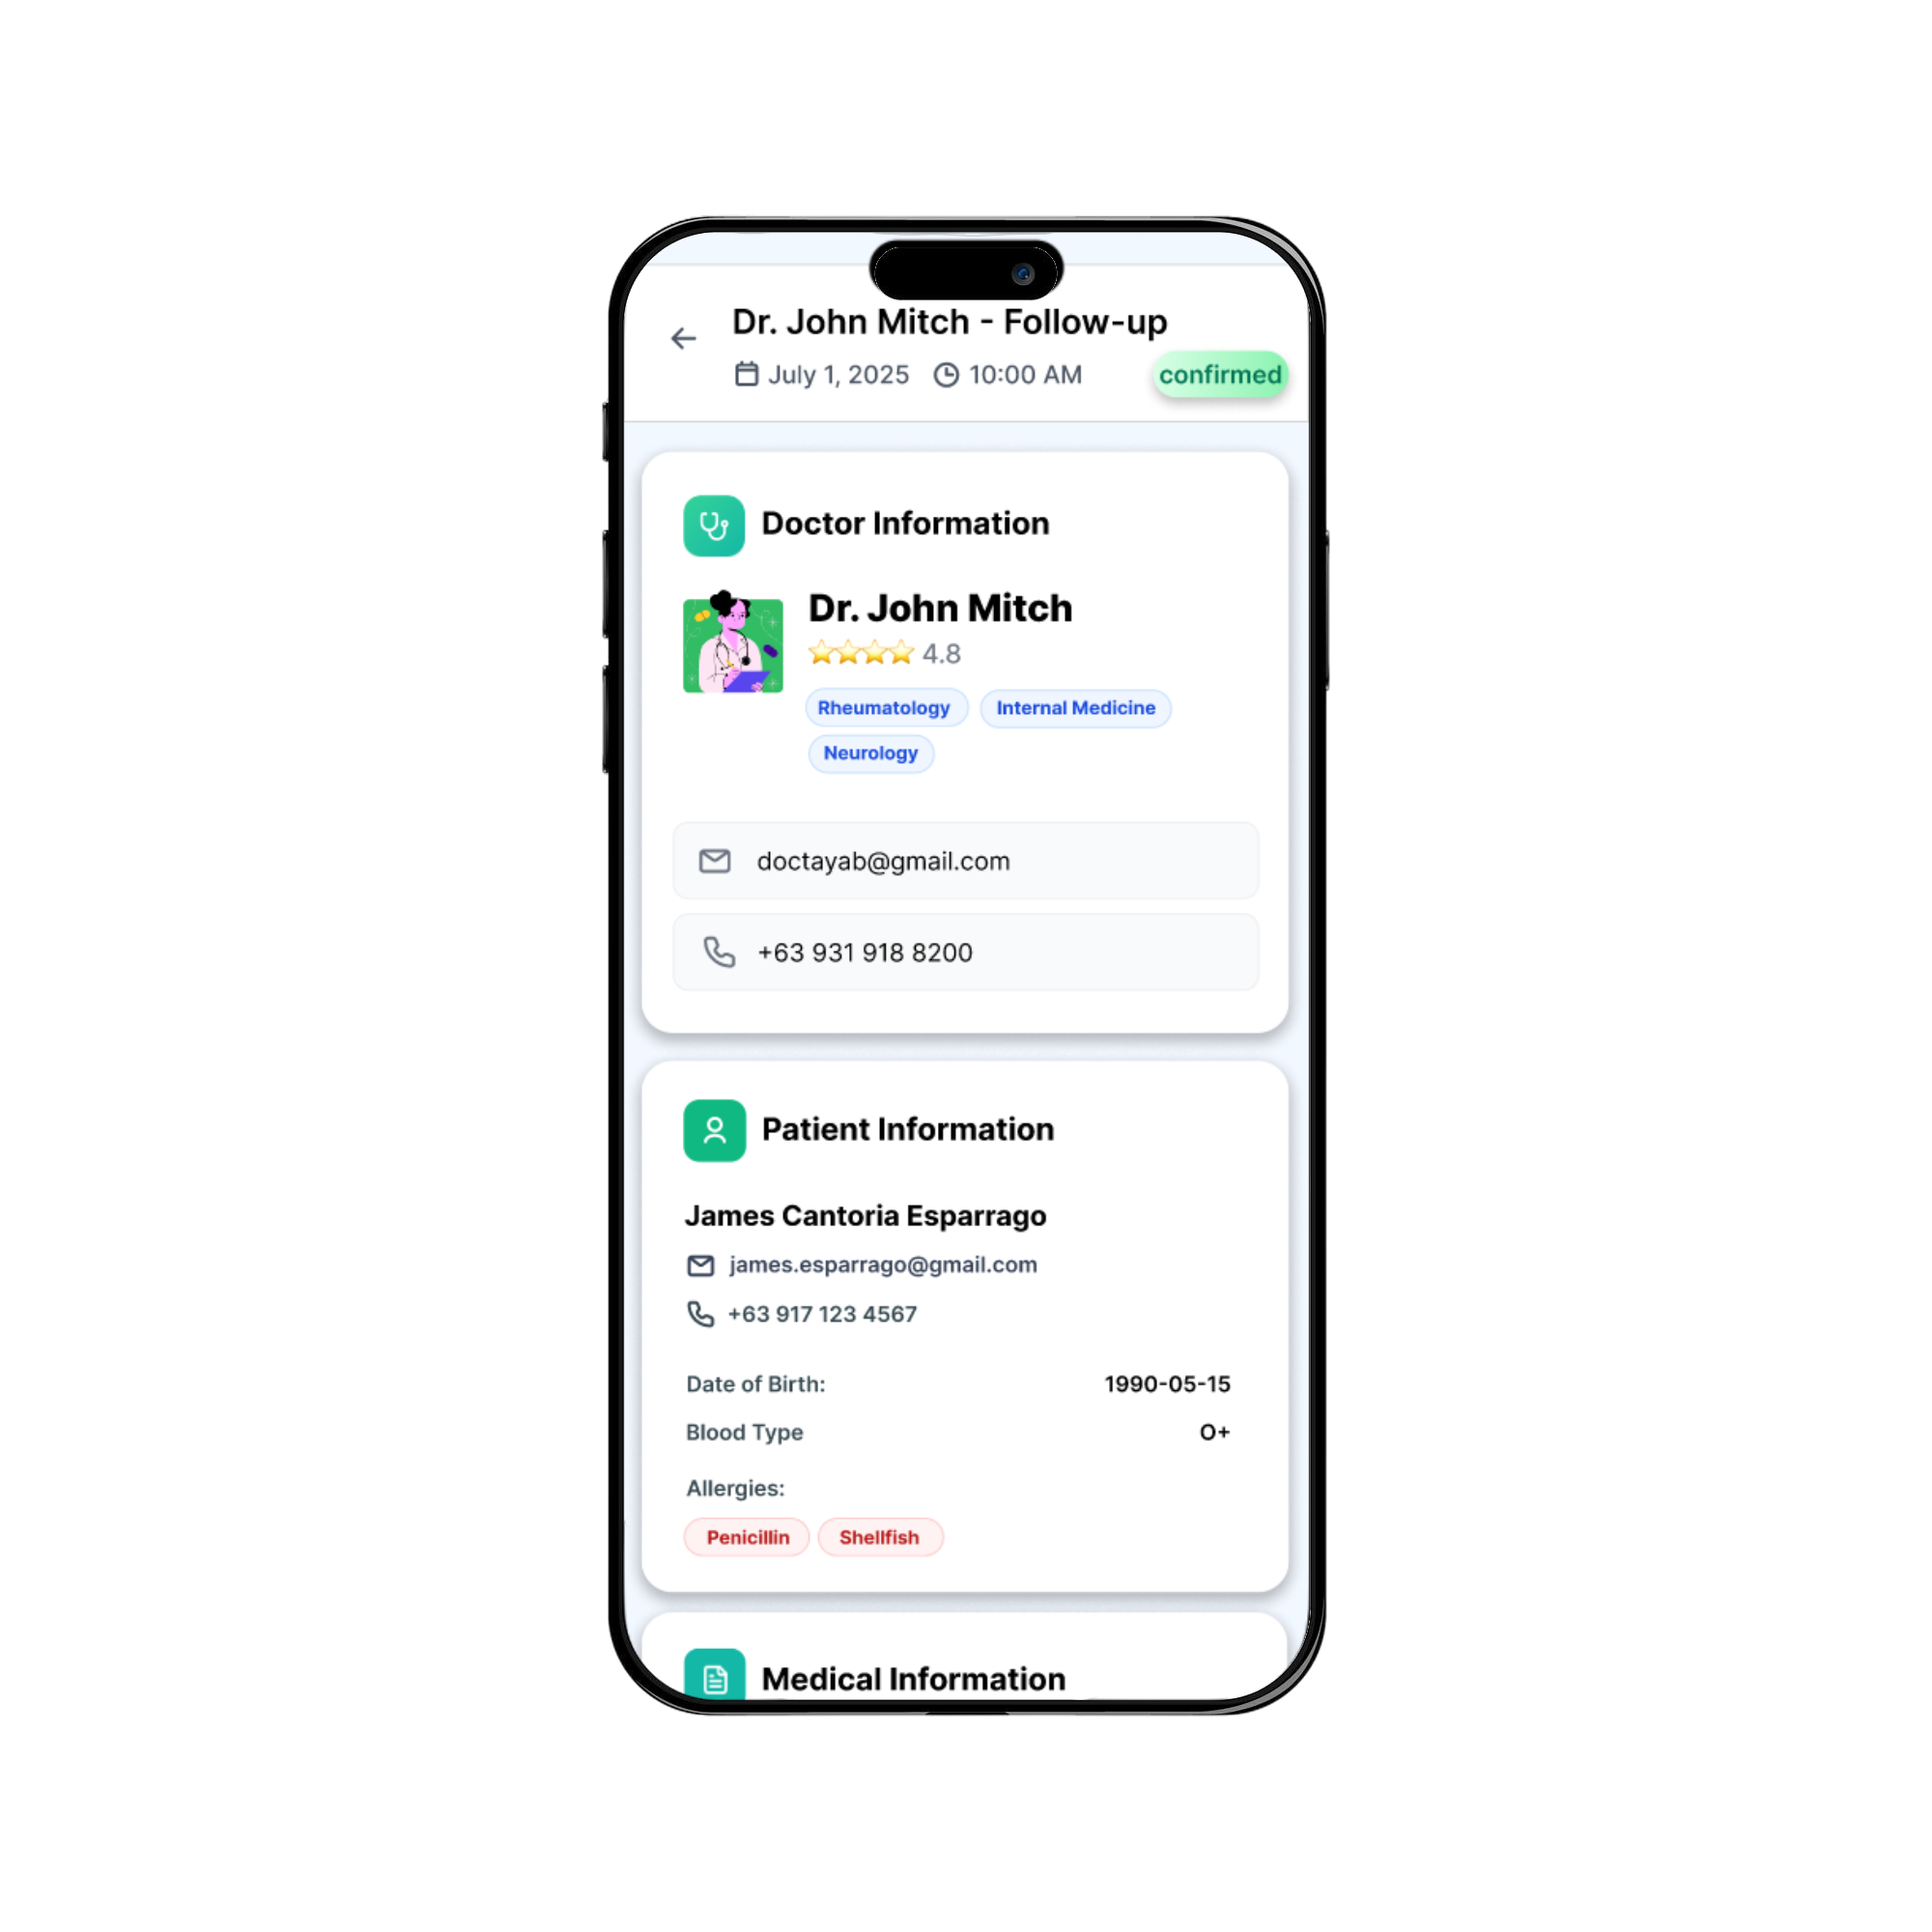 Dr. John Mitch - Follow-up
July 1, 2025 10:00 AM confirmed
Doctor Information
Dr. John Mitch
4.8
Rheumatology Internal Medicine
Neurology
doctayab@gmail.com
+63 931 918 8200
Patient Information
James Cantoria Esparrago
james.esparrago@gmail.com
+63 917 123 4567
Date of Birth: 1990-05-15
Blood Type O+
Allergies:
Penicillin Shellfish
Medical Information